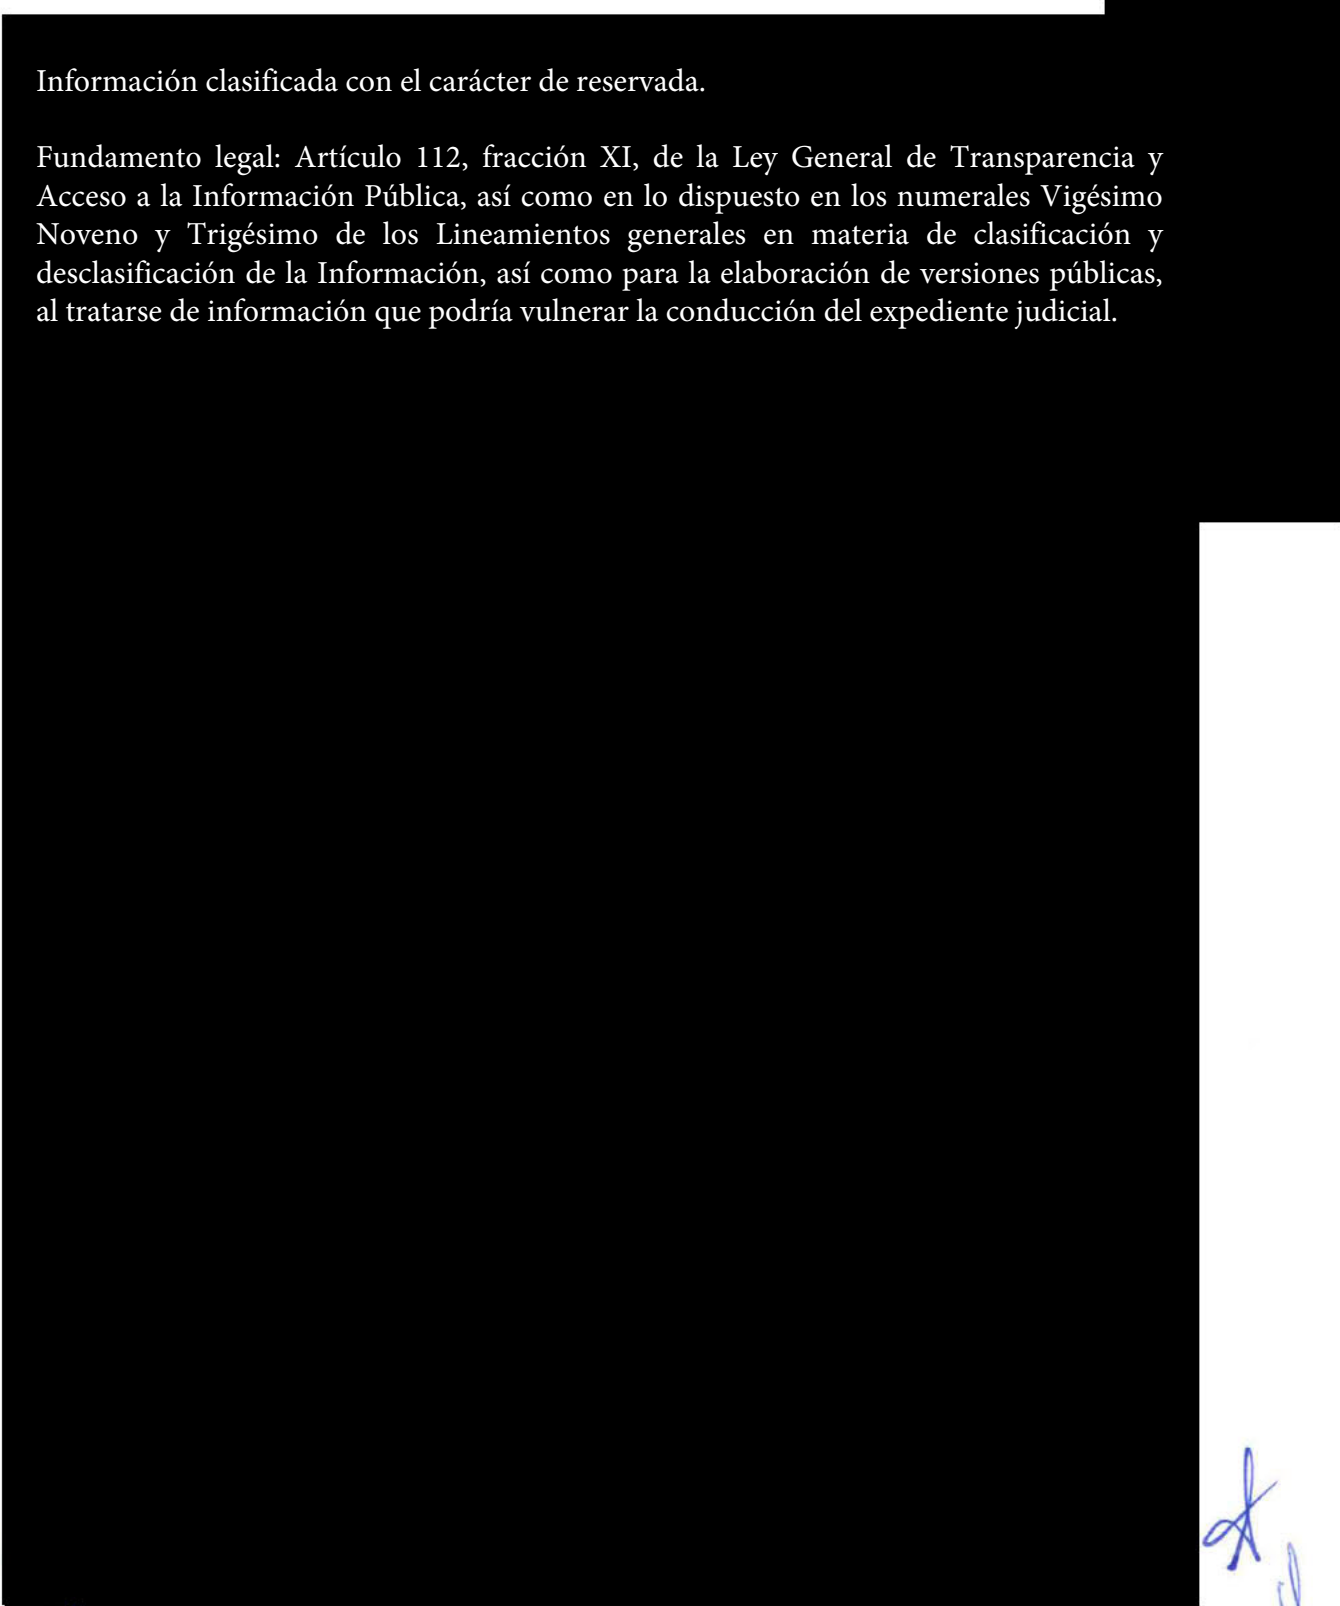 Información clasificada con el carácter de reservada.
Fundamento legal: Artículo 112, fracción XI, de la Ley General de Transparencia y
Acceso a la Información Pública, así como en lo dispuesto en los numerales Vigésimo
Noveno y Trigésimo de los Lineamientos generales en materia de clasificación y
desclasificación de la Información, así como para la elaboración de versiones públicas,
al tratarse de información que podría vulnerar la conducción del expediente judicial.